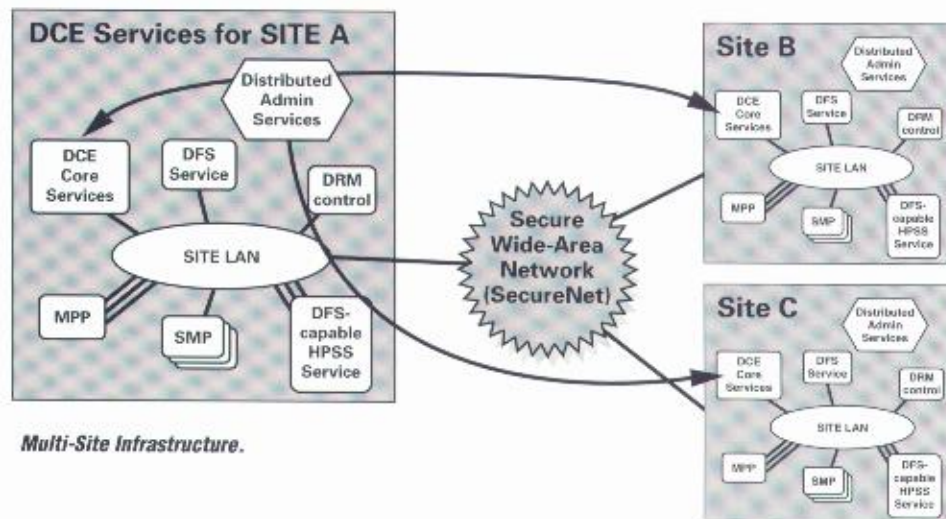 DCE Services for SITE A
Distributed
Admin
Services
DCE
Core
Services
DFS
Service
DRM
control
SITE LAN
MPP
SMP
DFS-
capable
HPSS
Service
Secure
Wide-Area
Network
(SecureNet)
Site B
Distributed
Admin
Services
DCE
Core
Services
DFS
Service
DRM
control
SITE LAN
MPP
SMP
DFS-
capable
HPSS
Service
Site C
Distributed
Admin
Services
DCE
Core
Services
DFS
Service
DRM
control
SITE LAN
MPP
SMP
DFS-
capable
HPSS
Service
Multi-Site Infrastructure.